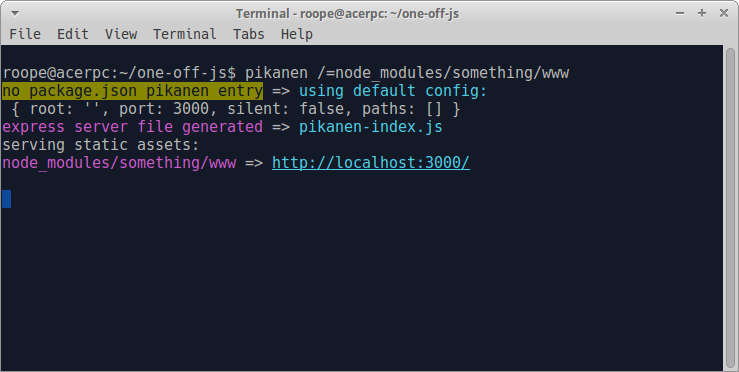 Terminal - roope@acerpc: ~/one-off-js
File Edit View Terminal Tabs Help
roope@acerpc:~/one-off-js$ pikanen /=node_modules/something/www
no package.json pikanen entry => using default config:
 { root: '', port: 3000, silent: false, paths: [] }
express server file generated => pikanen-index.js
serving static assets:
node_modules/something/www => http://localhost:3000/